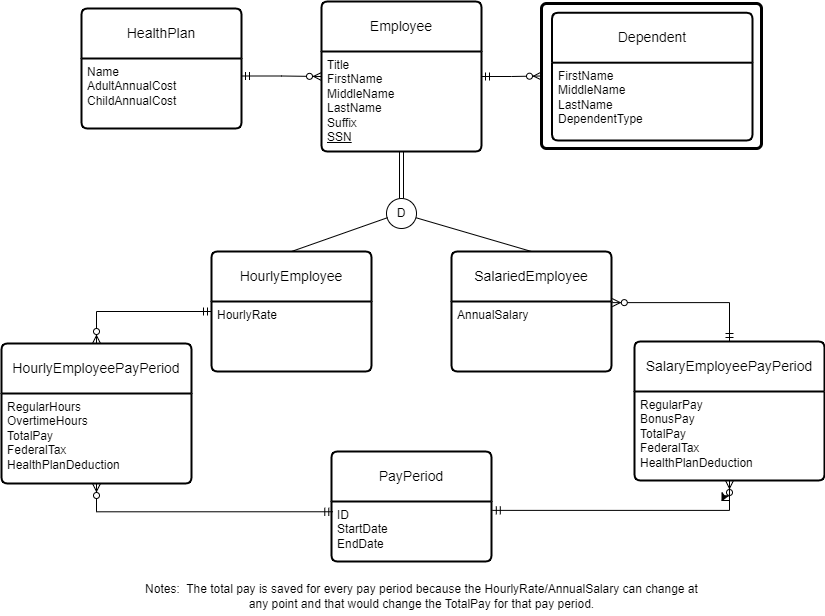 HealthPlan
Name
AdultAnnualCost
ChildAnnualCost
Employee
Title
FirstName
MiddleName
LastName
Suffix
SSN
Dependent
FirstName
MiddleName
LastName
DependentType
D
HourlyEmployee
HourlyRate
SalariedEmployee
AnnualSalary
HourlyEmployeePayPeriod
RegularHours
OvertimeHours
TotalPay
FederalTax
HealthPlanDeduction
SalaryEmployeePayPeriod
RegularPay
BonusPay
TotalPay
FederalTax
HealthPlanDeduction
PayPeriod
ID
StartDate
EndDate
Notes: The total pay is saved for every pay period because the HourlyRate/AnnualSalary can change at
any point and that would change the TotalPay for that pay period.